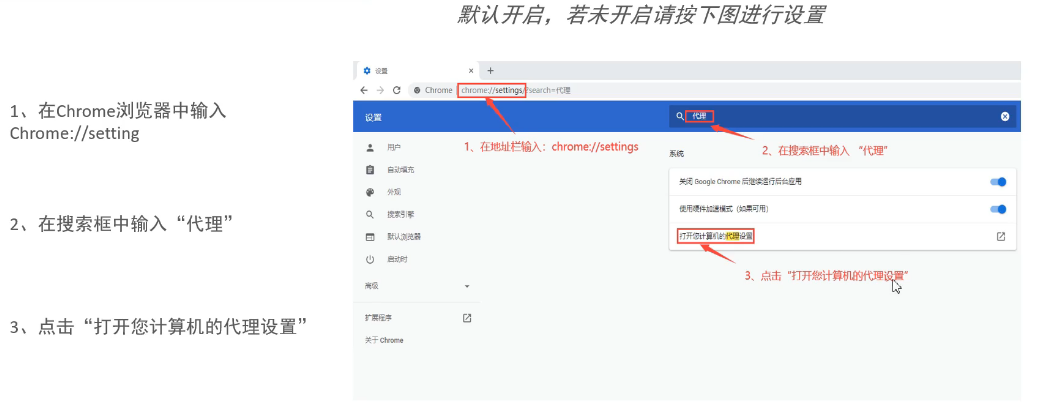 默认开启，若未开启请按下图进行设置
1、在Chrome浏览器中输入
Chrome://setting
2、在搜索框中输入“代理”
3、点击“打开您计算机的代理设置”
设置
Chrome | chrome://settings/?search=代理
设置
代理
1、在地址栏输入：chrome://settings
2、在搜索框中输入 “代理”
用户
自动填充
外观
搜索引擎
默认浏览器
启动时
高级
扩展程序
关于 Chrome
系统
关闭 Google Chrome 后继续运行后台应用
使用硬件加速模式（如果可用）
打开您计算机的代理设置
3、点击“打开您计算机的代理设置”